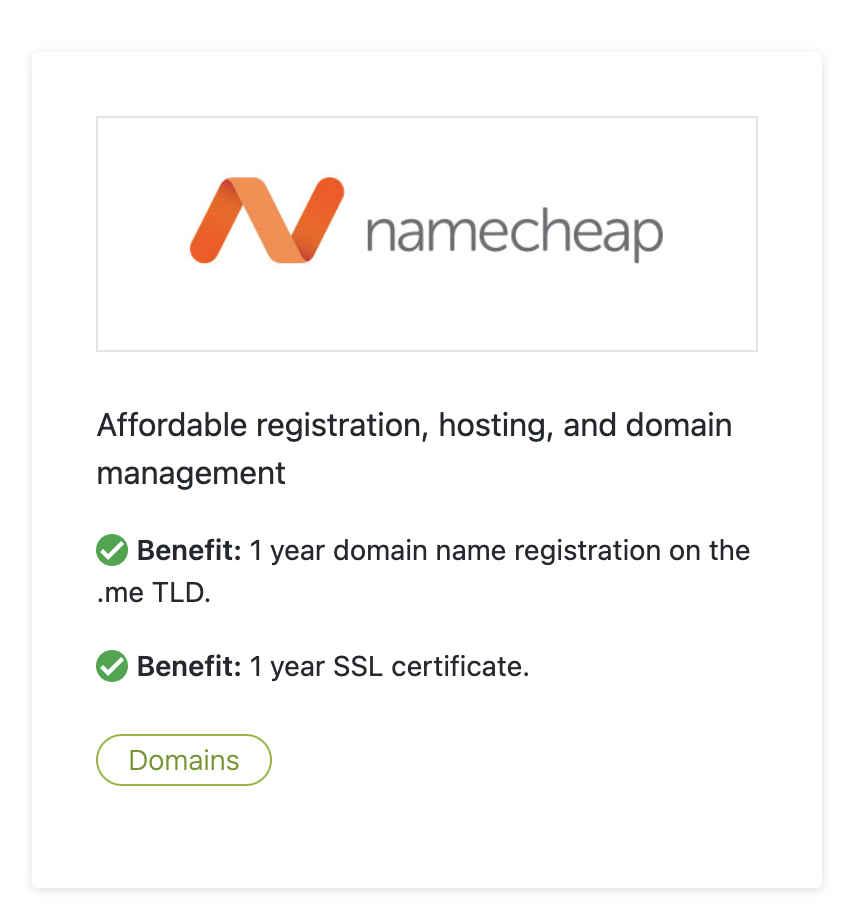 namecheap
Affordable registration, hosting, and domain
management
Benefit: 1 year domain name registration on the
.me TLD.
Benefit: 1 year SSL certificate.
Domains